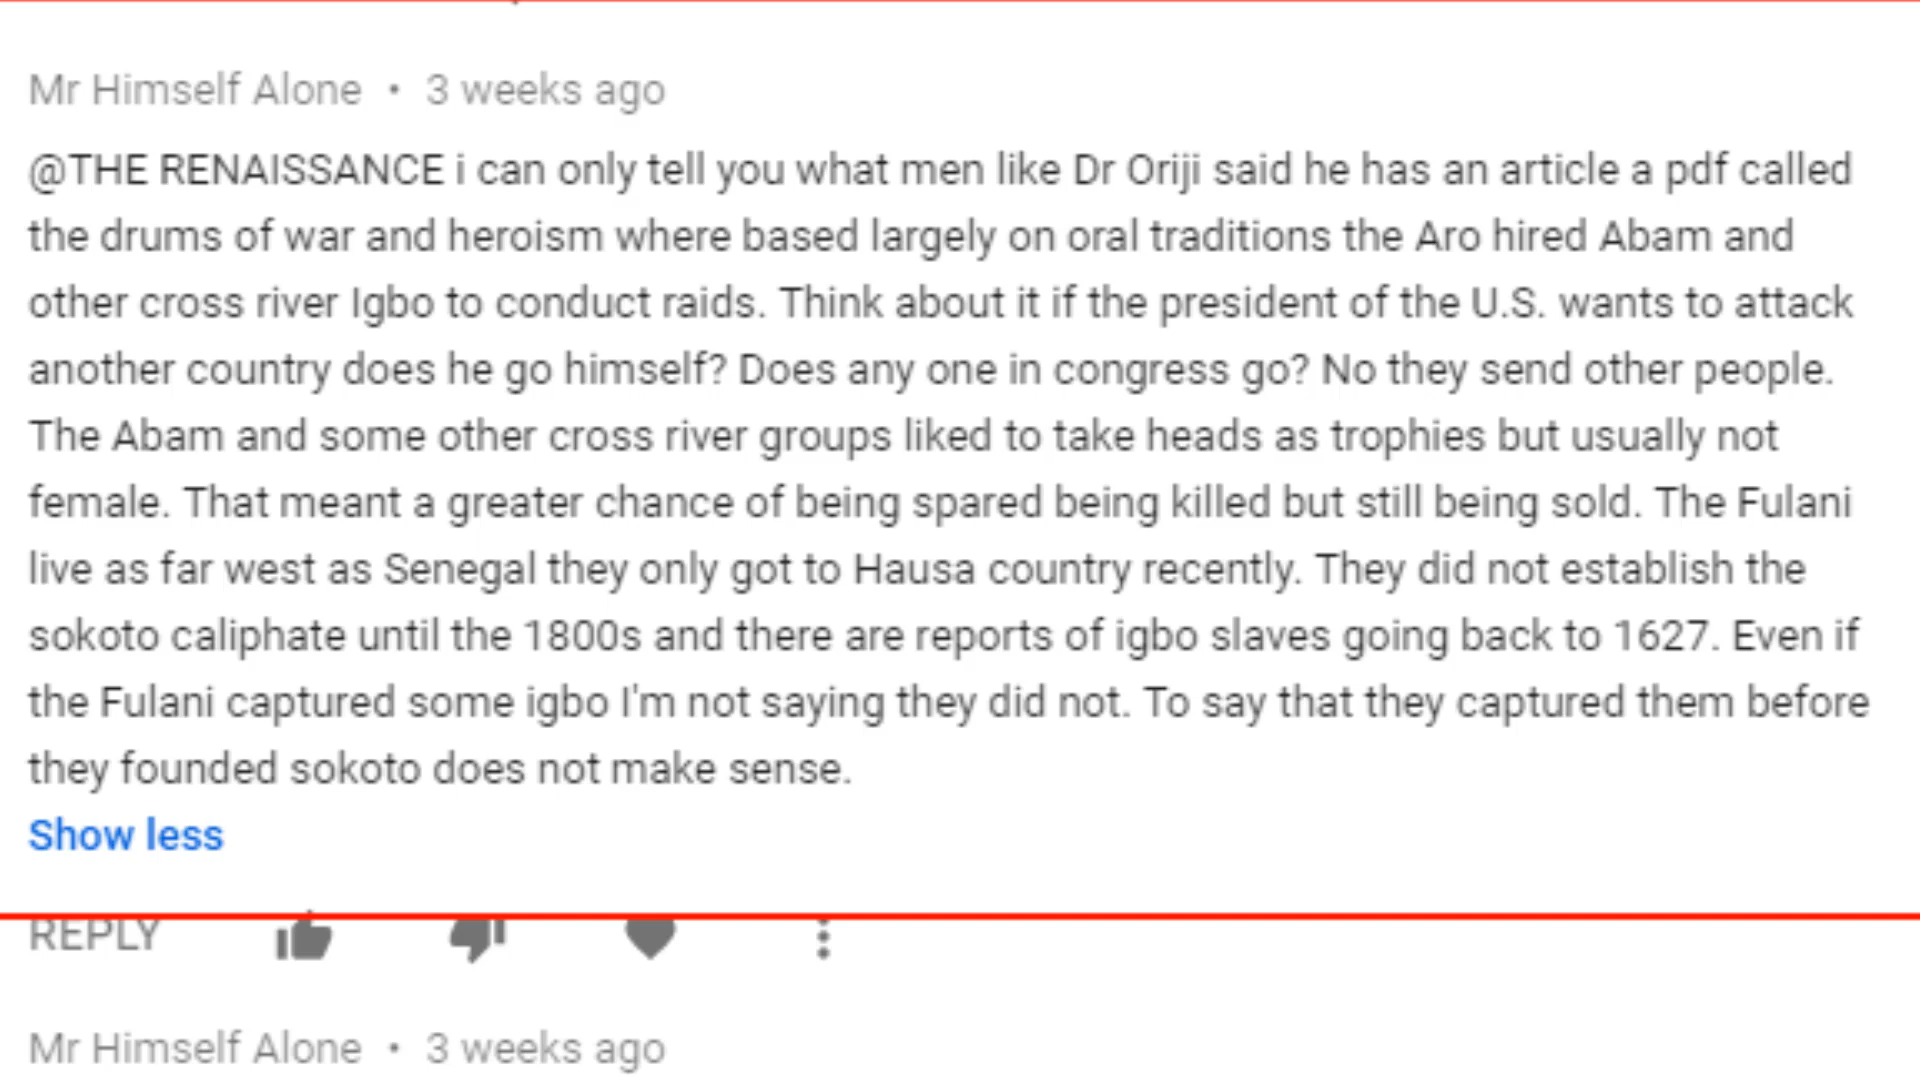 Mr Himself Alone • 3 weeks ago
@THE RENAISSANCE i can only tell you what men like Dr Oriji said he has an article a pdf called
the drums of war and heroism where based largely on oral traditions the Aro hired Abam and
other cross river Igbo to conduct raids. Think about it if the president of the U.S. wants to attack
another country does he go himself? Does any one in congress go? No they send other people.
The Abam and some other cross river groups liked to take heads as trophies but usually not
female. That meant a greater chance of being spared being killed but still being sold. The Fulani
live as far west as Senegal they only got to Hausa country recently. They did not establish the
sokoto caliphate until the 1800s and there are reports of igbo slaves going back to 1627. Even if
the Fulani captured some igbo I'm not saying they did not. To say that they captured them before
they founded sokoto does not make sense.
Show less
REPLY
Mr Himself Alone • 3 weeks ago